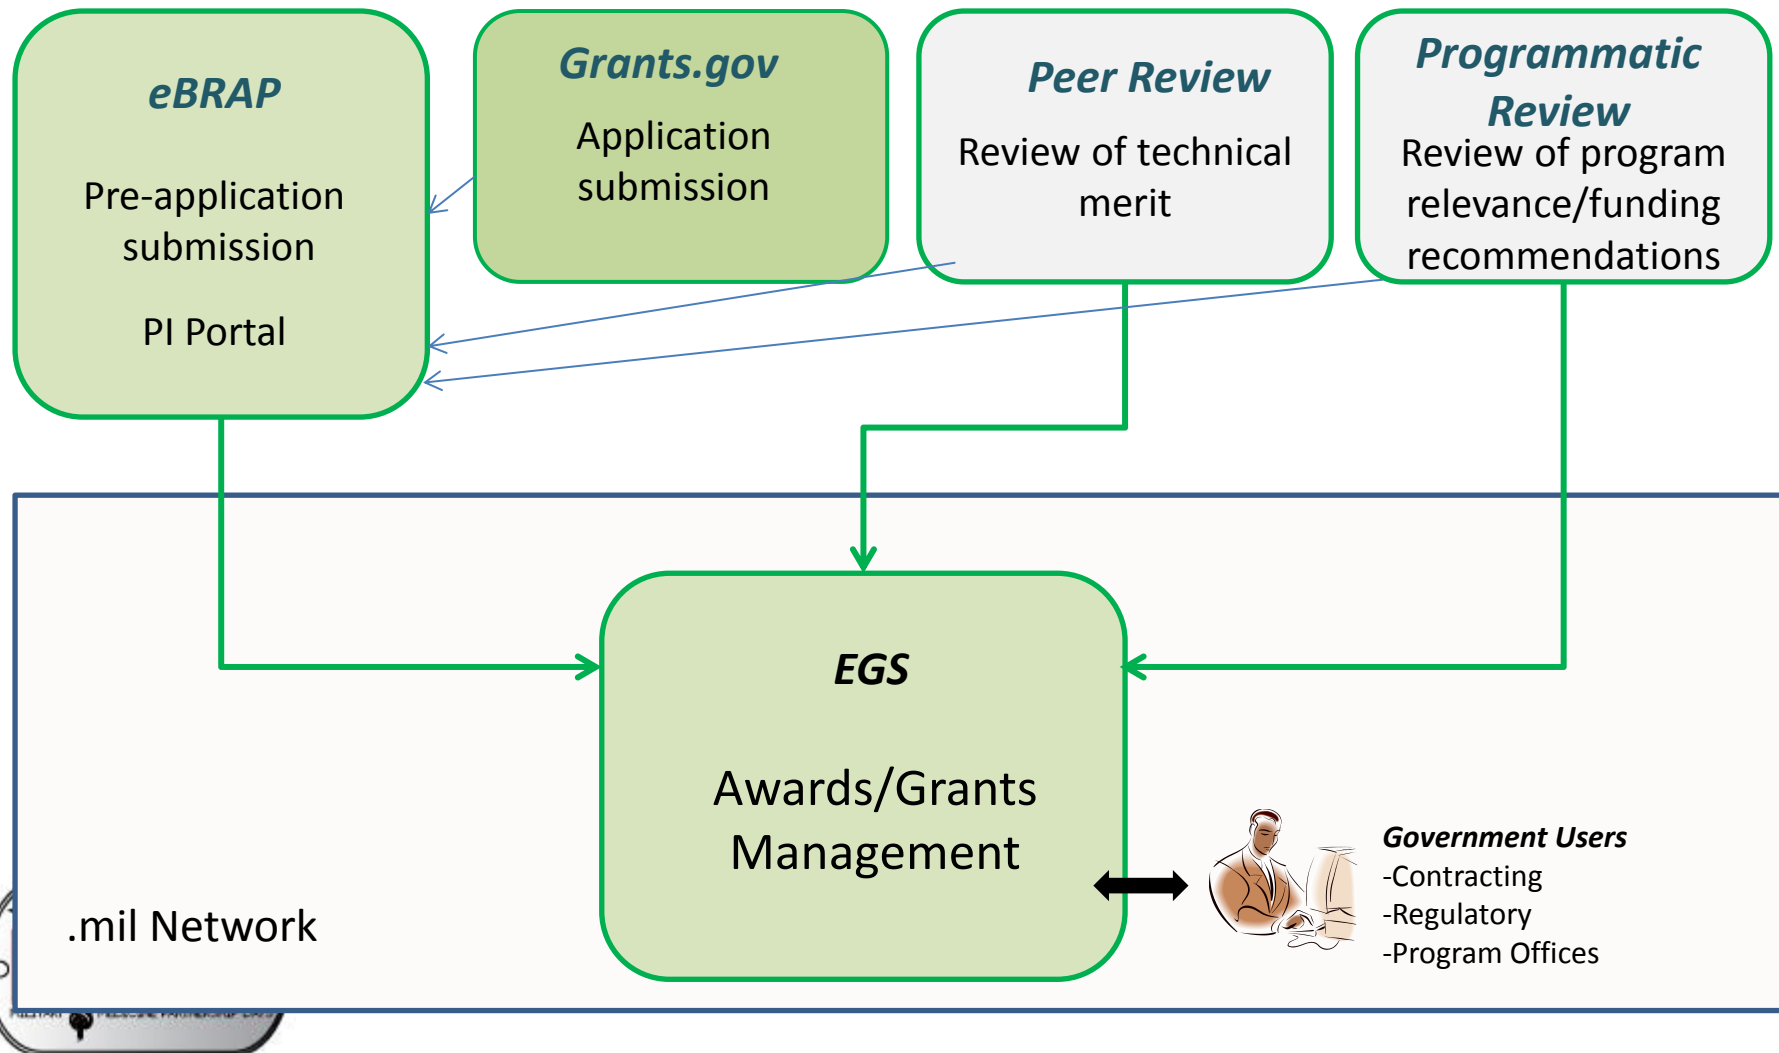 eBRAP
Pre-application
submission
PI Portal
Grants.gov
Application
submission
Peer Review
Review of technical
merit
Programmatic
Review
Review of program
relevance/funding
recommendations
EGS
Awards/Grants
Management
Government Users
-Contracting
-Regulatory
-Program Offices
.mil Network